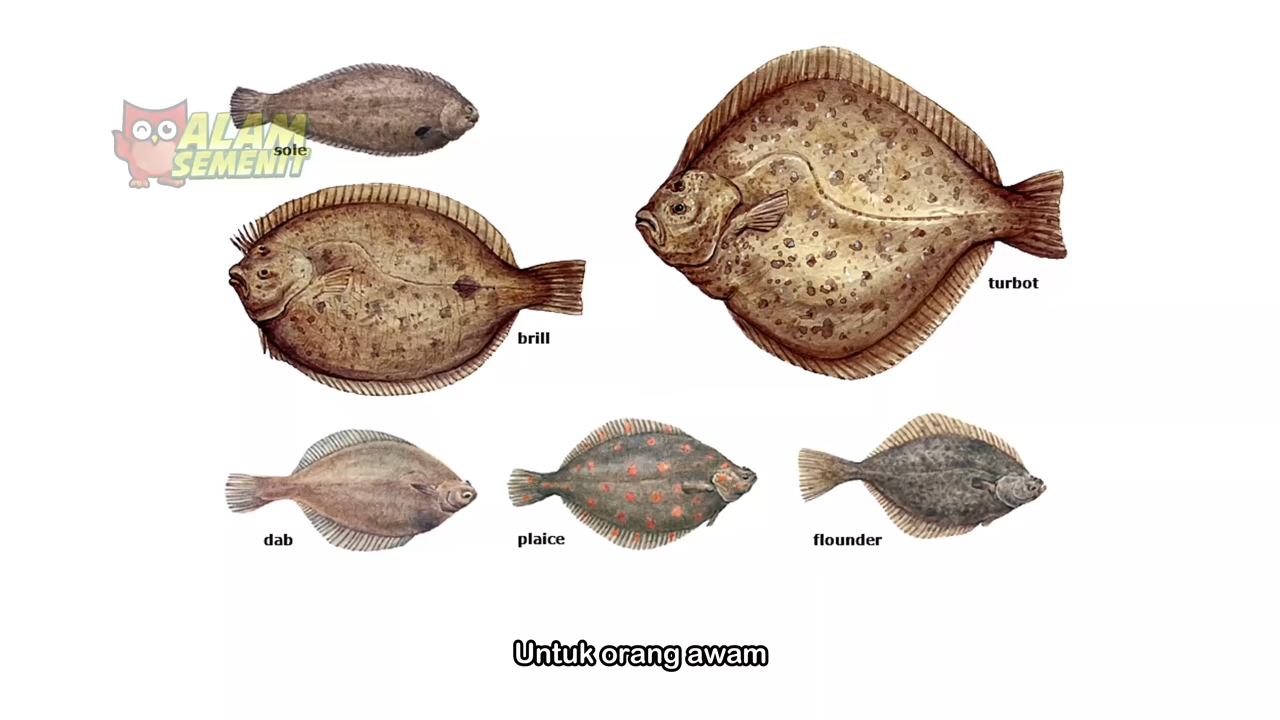 ALAM
SEMENIT
sole
brill
turbot
dab
plaice
flounder
Untuk orang awam